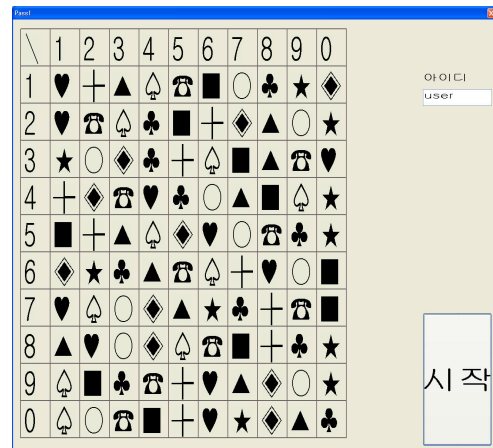 Pass1
\ 1 2 3 4 5 6 7 8 9 0
1 ♥ + ▲ ♤ ☎ ■ ○ ♣ ★ ◈
2 ♥ ☎ ♤ ♣ ■ + ◈ ▲ ○ ★
3 ★ ○ ◈ ♣ + ♤ ■ ▲ ☎ ♥
4 + ◈ ☎ ♥ ♣ ○ ▲ ■ ♤ ★
5 ■ + ▲ ♤ ◈ ♥ ○ ☎ ♣ ★
6 ◈ ★ ♣ ▲ ☎ ♤ + ♥ ○ ■
7 ♥ ♤ ○ ◈ ▲ ★ ♣ + ☎ ■
8 ▲ ♥ ○ ◈ ♤ ☎ ■ + ♣ ★
9 ♤ ■ ♣ ☎ + ♥ ▲ ◈ ○ ★
0 ♤ ○ ☎ ■ + ♥ ★ ◈ ▲ ♣
아이디
user
시작